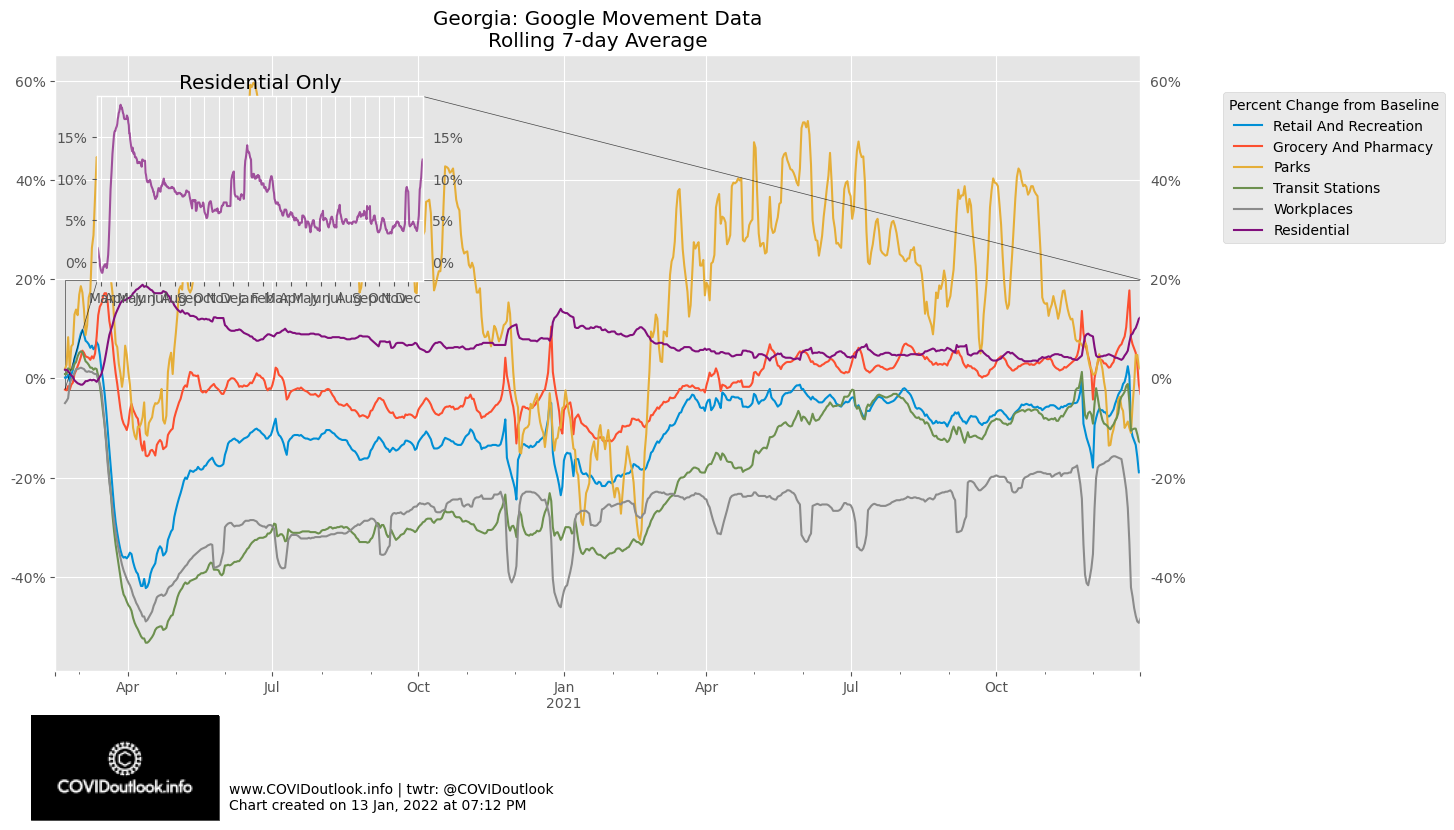 Georgia: Google Movement Data
Rolling 7-day Average
60%
40%
20%
0%
-20%
-40%
Residential Only
15%
10%
5%
0%
15%
10%
5%
0%
60%
40%
20%
0%
-20%
-40%
Percent Change from Baseline
Retail And Recreation
Grocery And Pharmacy
Parks
Transit Stations
Workplaces
Residential
Apr Jul Oct Jan Apr Jul Oct
2021
COVIDoutlook.info
www.COVIDoutlook.info | twtr: @COVIDoutlook
Chart created on 13 Jan, 2022 at 07:12 PM